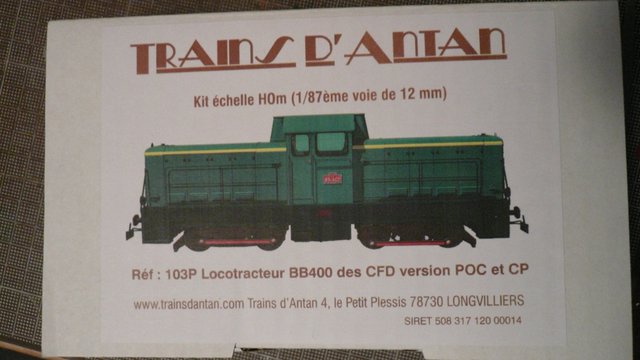 TRAINS D'ANTAN
Kit échelle HOm (1/87ème voie de 12 mm)
Réf : 103P Locotracteur BB400 des CFD version POC et CP
www.trainsdantan.com Trains d'Antan 4, le Petit Plessis 78730 LONGVILLIERS
SIRET 508 317 120 00014